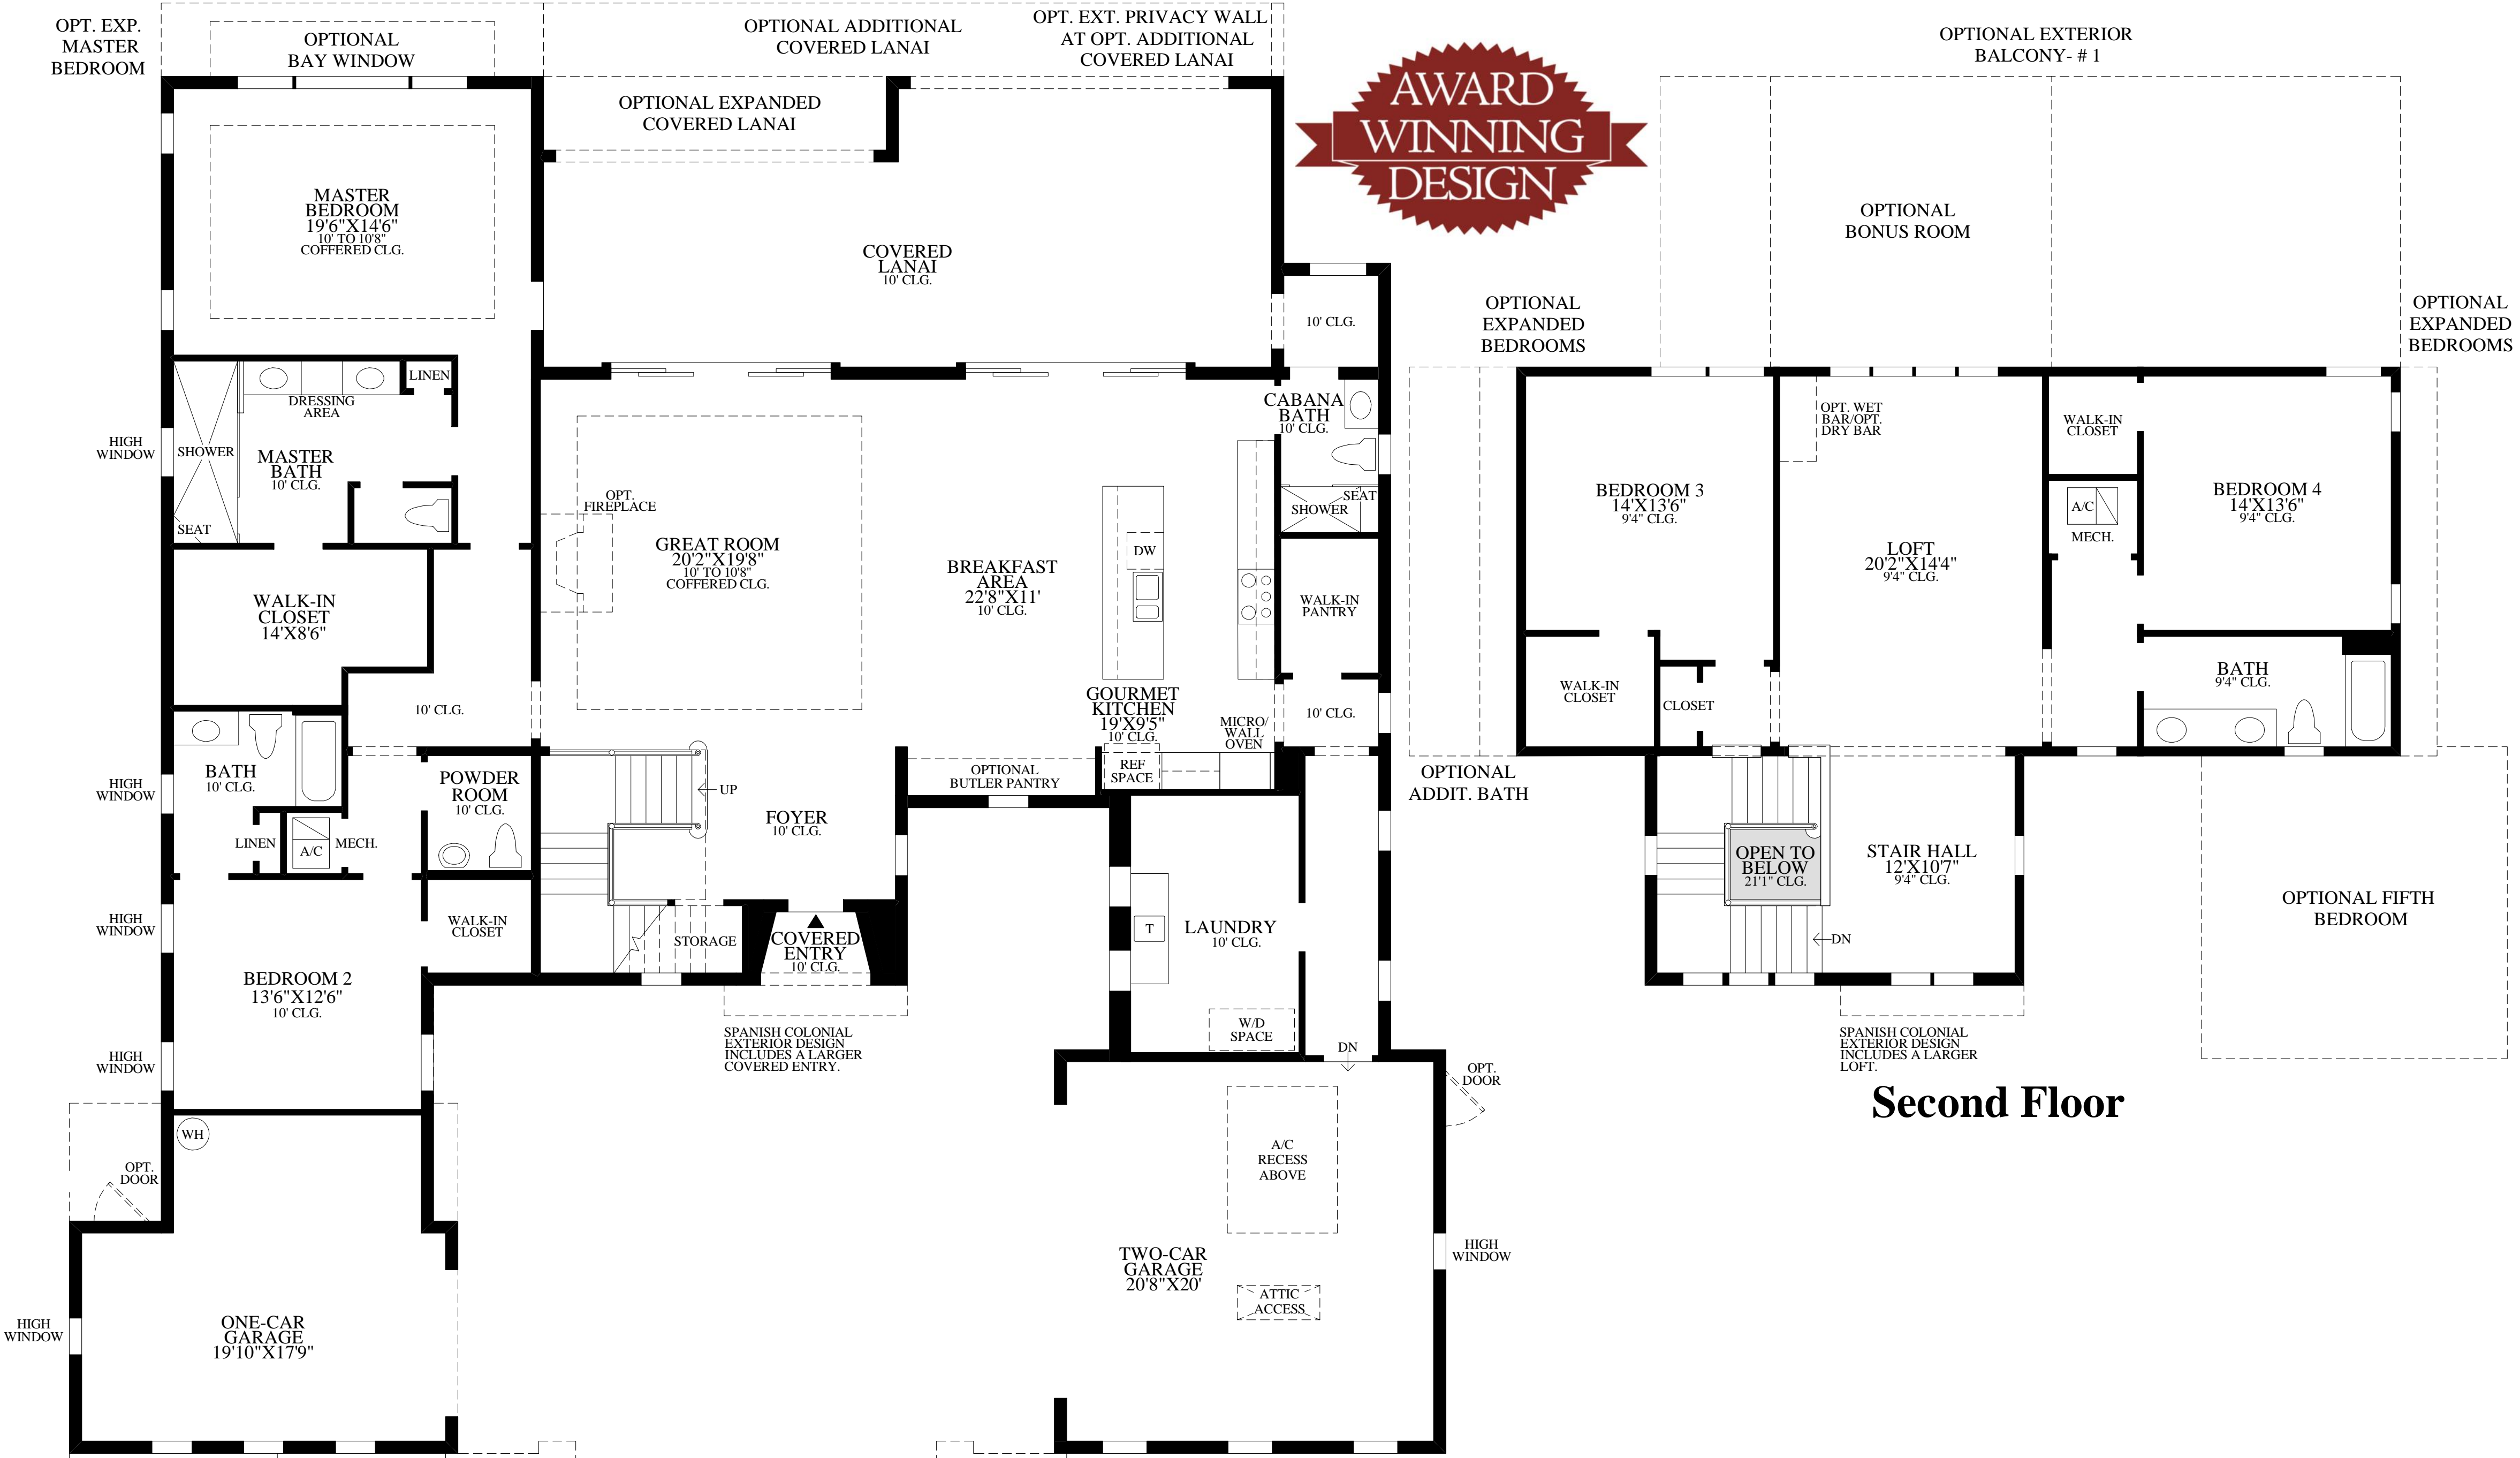 OPT. EXP.
MASTER
BEDROOM
OPTIONAL
BAY WINDOW
OPTIONAL ADDITIONAL
COVERED LANAI
OPT. EXT. PRIVACY WALL
AT OPT. ADDITIONAL
COVERED LANAI
OPTIONAL EXPANDED
COVERED LANAI
AWARD
WINNING
DESIGN
MASTER
BEDROOM
19'6"X14'6"
10' TO 10'8"
COFFERED CLG.
COVERED
LANAI
10' CLG.
10' CLG.
LINEN
DRESSING
AREA
HIGH
WINDOW
SHOWER
MASTER
BATH
10' CLG.
SEAT
CABANA
BATH
10' CLG.
SEAT
SHOWER
OPT.
FIREPLACE
GREAT ROOM
20'2"X19'8"
10' TO 10'8"
COFFERED CLG.
BREAKFAST
AREA
22'8"X11'
10' CLG.
DW
WALK-IN
PANTRY
WALK-IN
CLOSET
14'X8'6"
10' CLG.
GOURMET
KITCHEN
19'X9'5"
10' CLG.
MICRO/
WALL
OVEN
10' CLG.
REF
SPACE
OPTIONAL
BUTLER PANTRY
HIGH
WINDOW
BATH
10' CLG.
POWDER
ROOM
10' CLG.
UP
FOYER
10' CLG.
LINEN
A/C
MECH.
HIGH
WINDOW
WALK-IN
CLOSET
STORAGE
COVERED
ENTRY
10' CLG.
LAUNDRY
10' CLG.
T
BEDROOM 2
13'6"X12'6"
10' CLG.
HIGH
WINDOW
SPANISH COLONIAL
EXTERIOR DESIGN
INCLUDES A LARGER
COVERED ENTRY.
W/D
SPACE
DN
OPT.
DOOR
WH
OPT.
DOOR
A/C
RECESS
ABOVE
TWO-CAR
GARAGE
20'8"X20'
HIGH
WINDOW
ATTIC
ACCESS
HIGH
WINDOW
ONE-CAR
GARAGE
19'10"X17'9"
OPTIONAL EXTERIOR
BALCONY- # 1
OPTIONAL
BONUS ROOM
OPTIONAL
EXPANDED
BEDROOMS
OPTIONAL
EXPANDED
BEDROOMS
OPT. WET
BAR/OPT.
DRY BAR
WALK-IN
CLOSET
BEDROOM 3
14'X13'6"
9'4" CLG.
BEDROOM 4
14'X13'6"
9'4" CLG.
A/C
MECH.
LOFT
20'2"X14'4"
9'4" CLG.
WALK-IN
CLOSET
CLOSET
BATH
9'4" CLG.
OPTIONAL
ADDIT. BATH
OPEN TO
BELOW
21'1" CLG.
STAIR HALL
12'X10'7"
9'4" CLG.
DN
OPTIONAL FIFTH
BEDROOM
SPANISH COLONIAL
EXTERIOR DESIGN
INCLUDES A LARGER
LOFT.
Second Floor